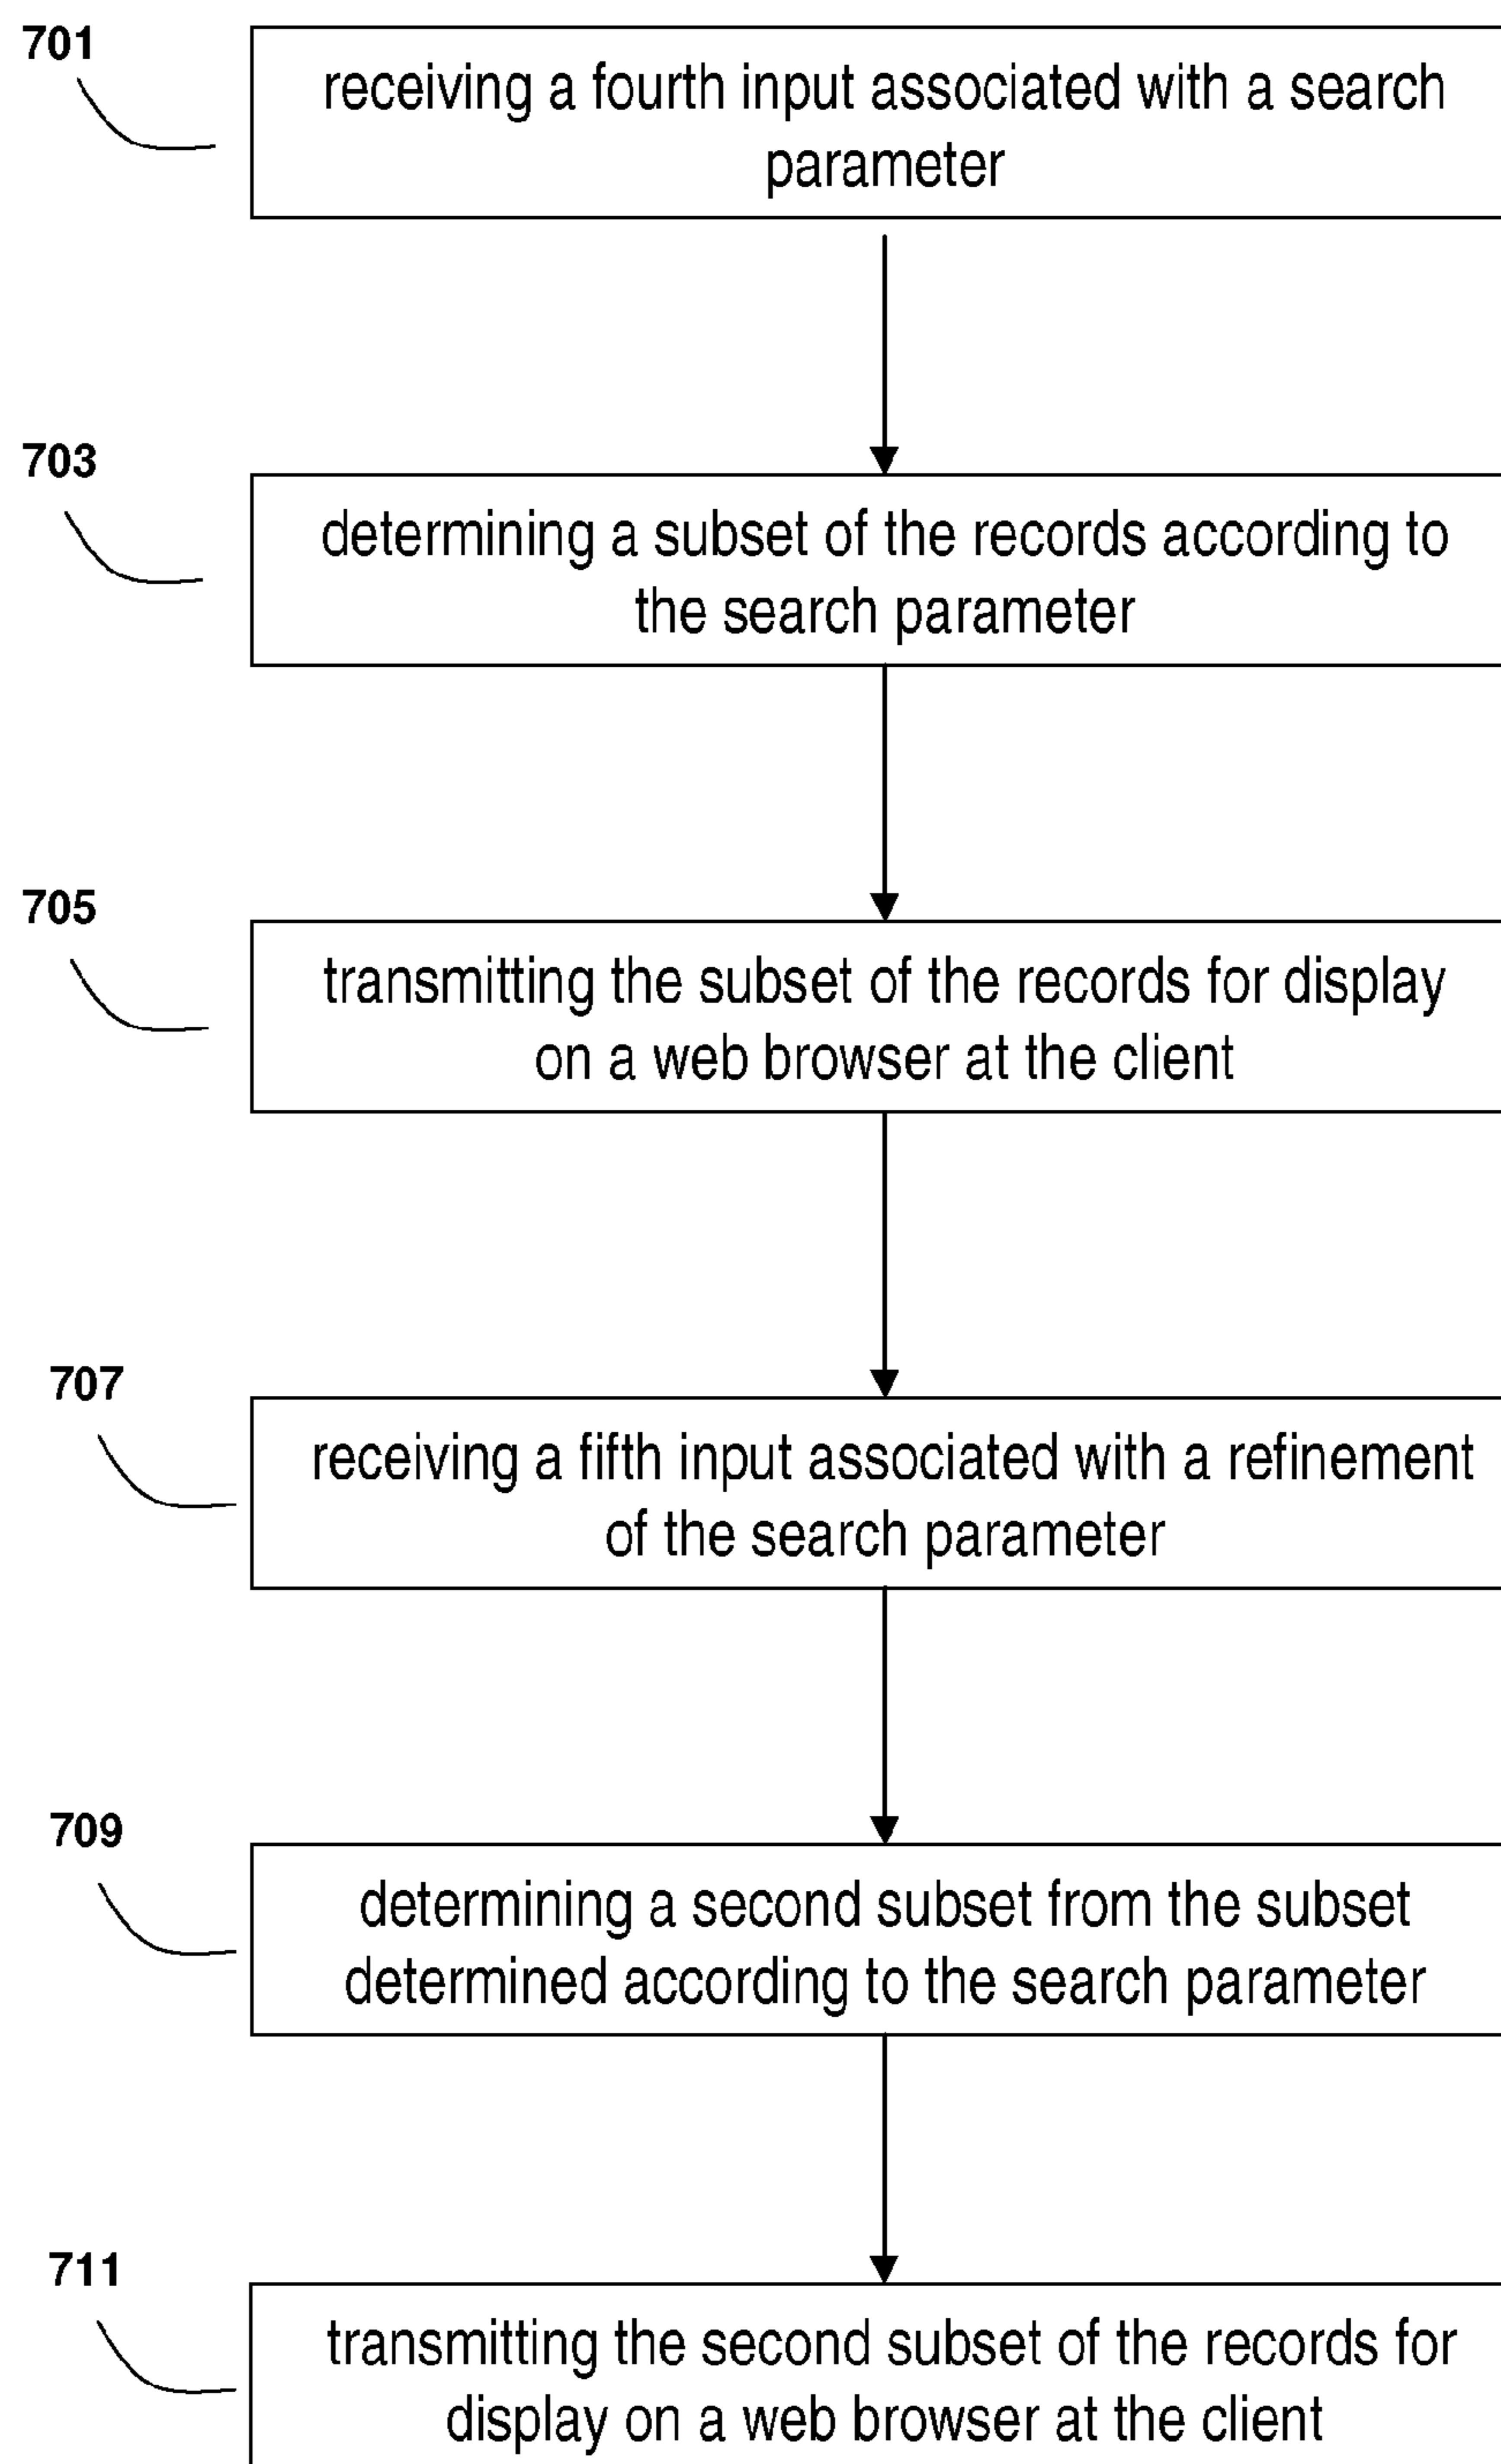 701
receiving a fourth input associated with a search
parameter
703
determining a subset of the records according to
the search parameter
705
transmitting the subset of the records for display
on a web browser at the client
707
receiving a fifth input associated with a refinement
of the search parameter
709
determining a second subset from the subset
determined according to the search parameter
711
transmitting the second subset of the records for
display on a web browser at the client